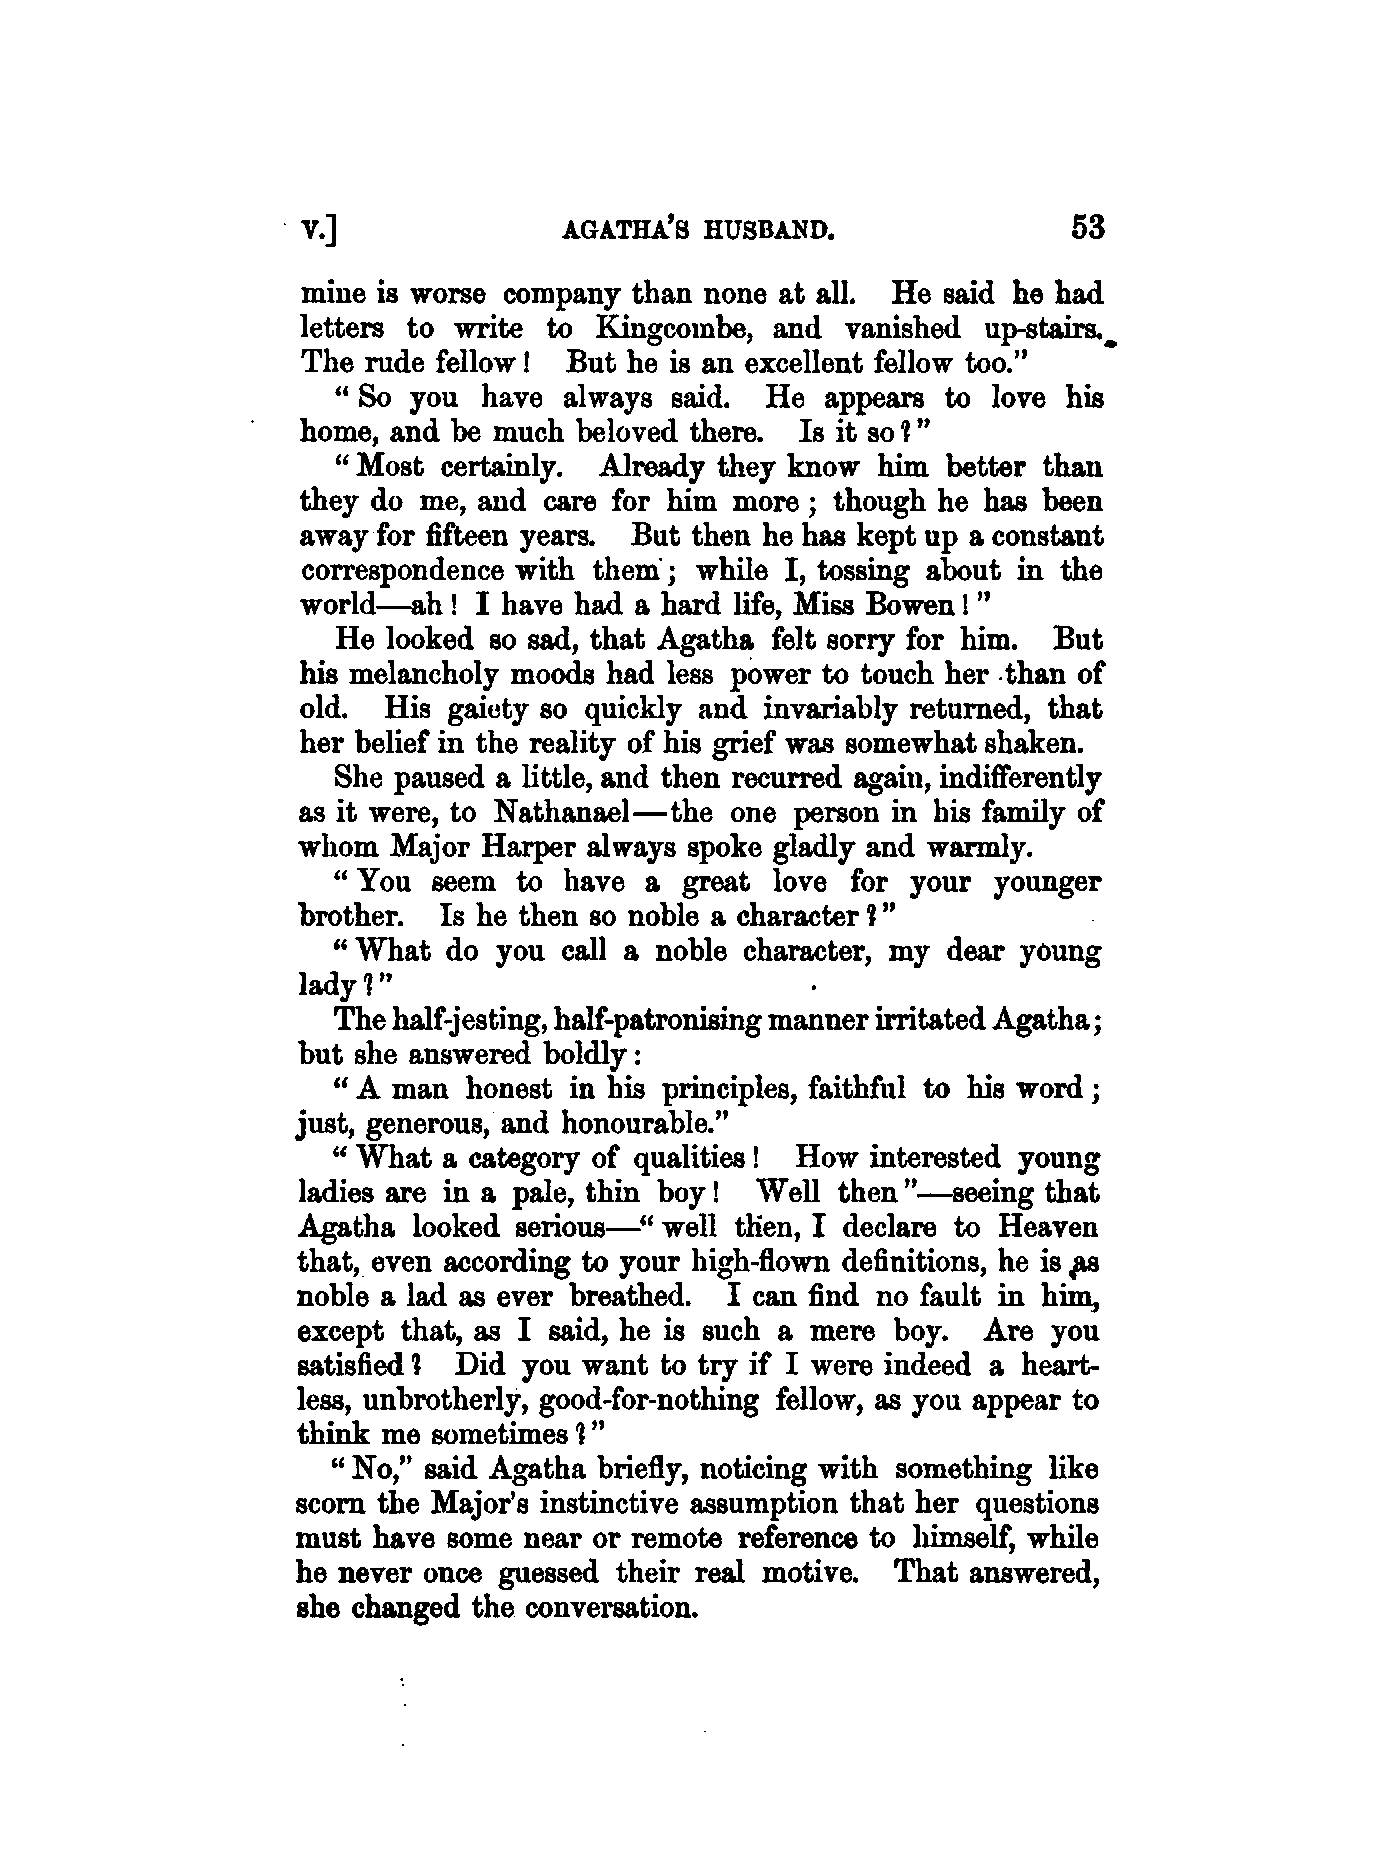 V.] AGATHA'S HUSBAND. 53
mine is worse company than none at all. He said he had
letters to write to Kingcombe, and vanished up-stairs.
The rude fellow! But he is an excellent fellow too."
"So you have always said. He appears to love his
home, and be much beloved there. Is it so?"
"Most certainly. Already they know him better than
they do me, and care for him more; though he has been
away for fifteen years. But then he has kept up a constant
correspondence with them; while I, tossing about in the
world—ah! I have had a hard life, Miss Bowen!"
He looked so sad, that Agatha felt sorry for him. But
his melancholy moods had less power to touch her than of
old. His gaiety so quickly and invariably returned, that
her belief in the reality of his grief was somewhat shaken.
She paused a little, and then recurred again, indifferently
as it were, to Nathanael—the one person in his family of
whom Major Harper always spoke gladly and warmly.
"You seem to have a great love for your younger
brother. Is he then so noble a character?"
"What do you call a noble character, my dear young
lady?"
The half-jesting, half-patronising manner irritated Agatha;
but she answered boldly:
"A man honest in his principles, faithful to his word;
just, generous, and honourable."
"What a category of qualities! How interested young
ladies are in a pale, thin boy! Well then"—seeing that
Agatha looked serious—"well then, I declare to Heaven
that, even according to your high-flown definitions, he is as
noble a lad as ever breathed. I can find no fault in him,
except that, as I said, he is such a mere boy. Are you
satisfied? Did you want to try if I were indeed a heart-
less, unbrotherly, good-for-nothing fellow, as you appear to
think me sometimes?"
"No," said Agatha briefly, noticing with something like
scorn the Major's instinctive assumption that her questions
must have some near or remote reference to himself, while
he never once guessed their real motive. That answered,
she changed the conversation.